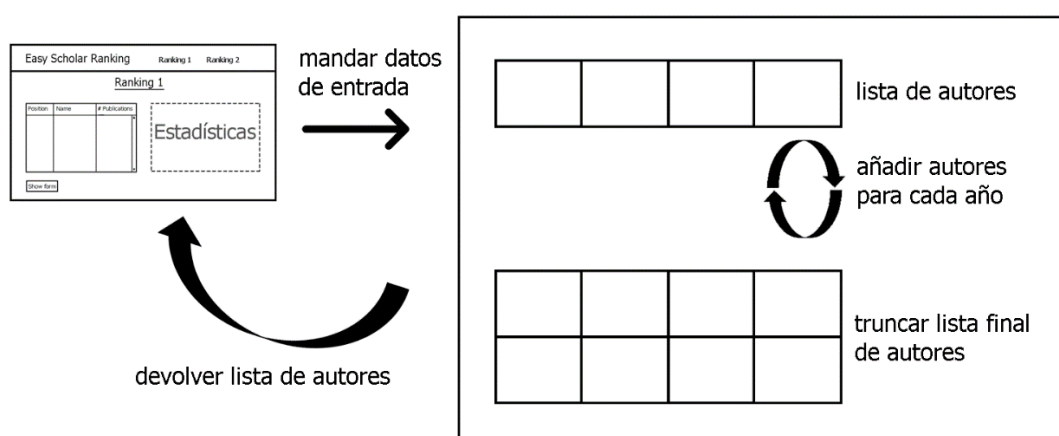 Easy Scholar Ranking
Ranking 1
Ranking 2
Ranking 1
Position
Name
# Publications
Estadísticas
Show form
mandar datos
de entrada
devolver lista de autores
lista de autores
añadir autores
para cada año
truncar lista final
de autores